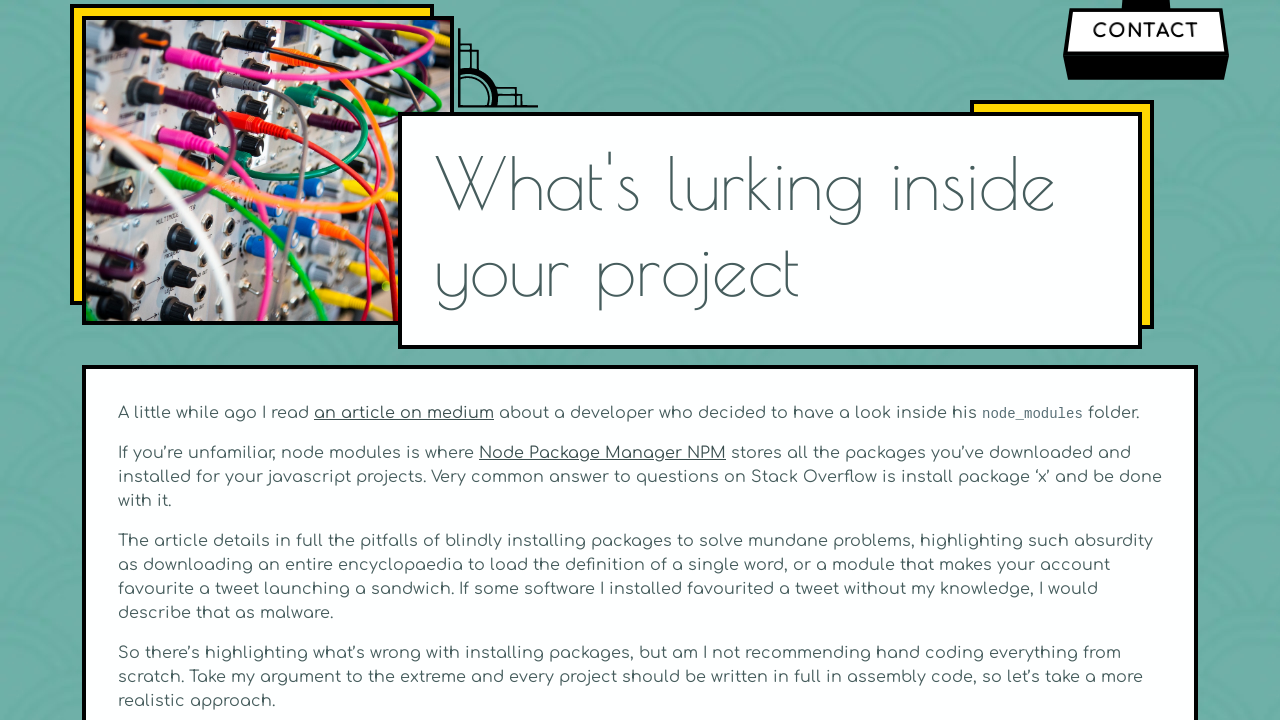 CONTACT
What's lurking inside
your project
A little while ago I read an article on medium about a developer who decided to have a look inside his node_modules folder.
If you’re unfamiliar, node modules is where Node Package Manager NPM stores all the packages you’ve downloaded and
installed for your javascript projects. Very common answer to questions on Stack Overflow is install package ‘x’ and be done
with it.
The article details in full the pitfalls of blindly installing packages to solve mundane problems, highlighting such absurdity
as downloading an entire encyclopaedia to load the definition of a single word, or a module that makes your account
favourite a tweet launching a sandwich. If some software I installed favourited a tweet without my knowledge, I would
describe that as malware.
So there’s highlighting what’s wrong with installing packages, but am I not recommending hand coding everything from
scratch. Take my argument to the extreme and every project should be written in full in assembly code, so let’s take a more
realistic approach.